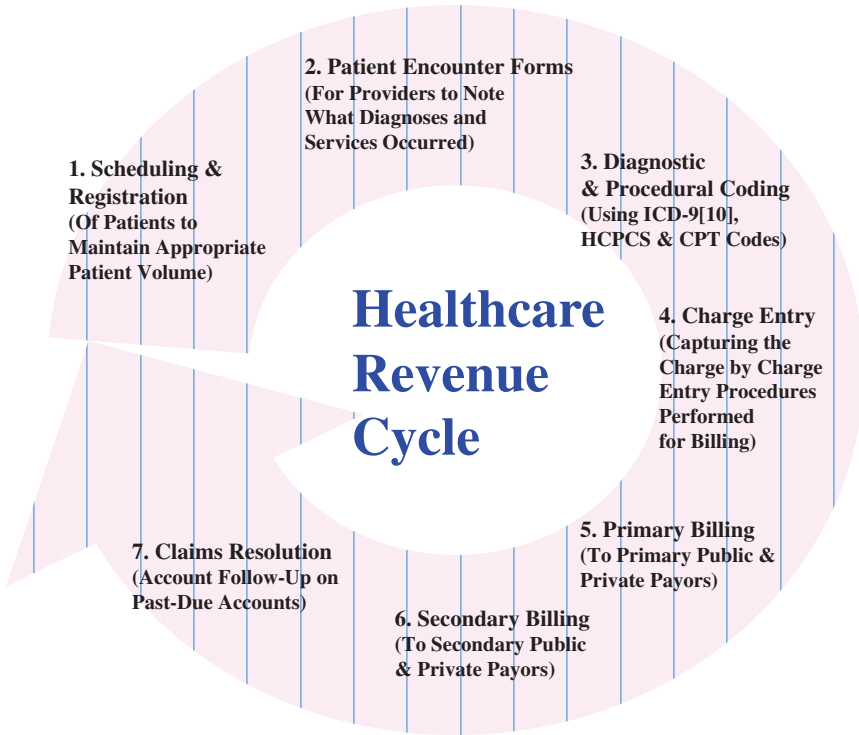 1. Scheduling &
Registration
(Of Patients to
Maintain Appropriate
Patient Volume)
2. Patient Encounter Forms
(For Providers to Note
What Diagnoses and
Services Occurred)
3. Diagnostic
& Procedural Coding
(Using ICD-9[10],
HCPCS & CPT Codes)
Healthcare
Revenue
Cycle
4. Charge Entry
(Capturing the
Charge by Charge
Entry Procedures
Performed
for Billing)
5. Primary Billing
(To Primary Public &
Private Payors)
6. Secondary Billing
(To Secondary Public
& Private Payors)
7. Claims Resolution
(Account Follow-Up on
Past-Due Accounts)